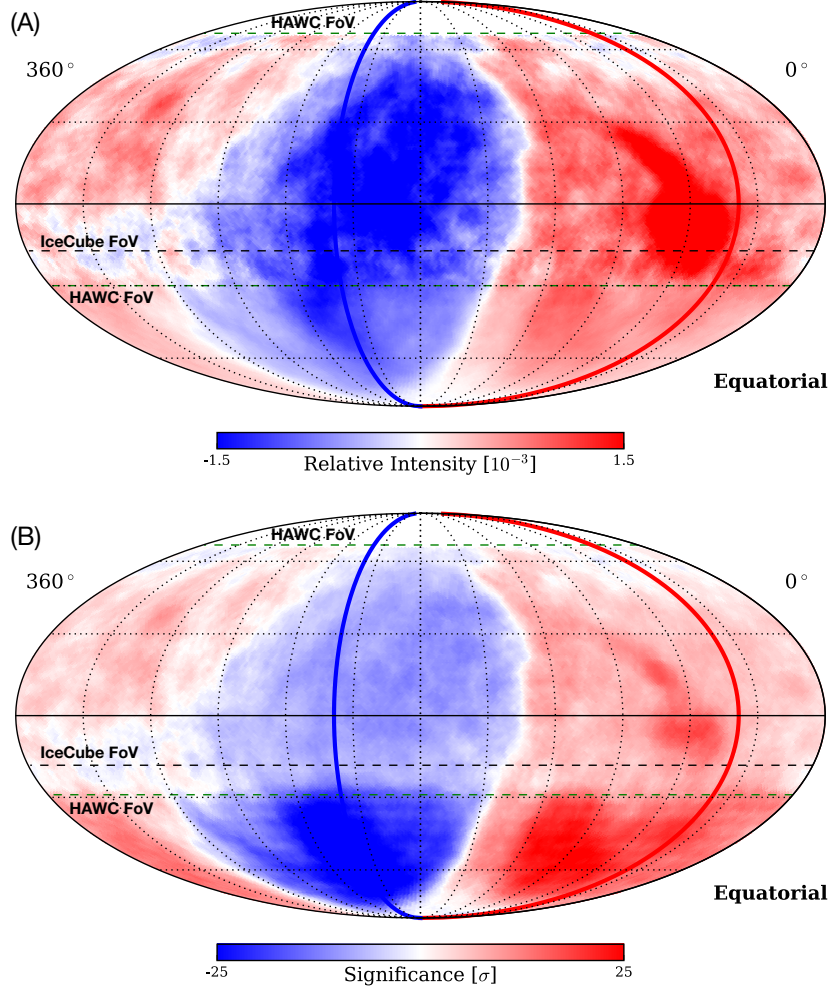 (A)
HAWC FoV
360°
0°
IceCube FoV
HAWC FoV
Equatorial
-1.5
Relative Intensity [10⁻³]
1.5
(B)
HAWC FoV
360°
0°
IceCube FoV
HAWC FoV
Equatorial
-25
Significance [σ]
25